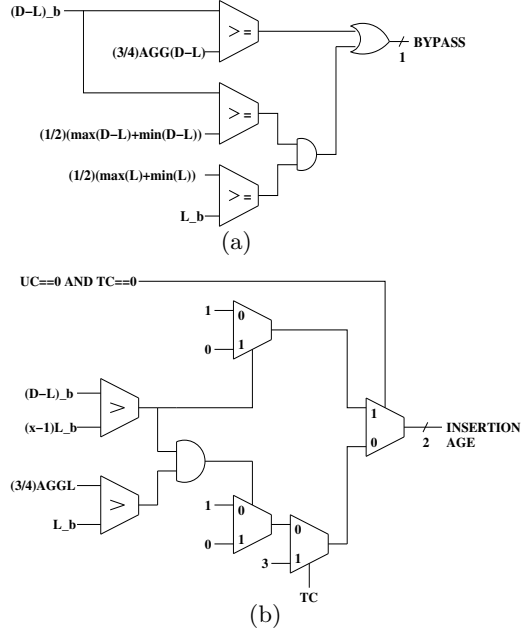 (D−L)_b
>=
(3/4)AGG(D−L)
BYPASS
1
>=
(1/2)(max(D−L)+min(D−L))
(1/2)(max(L)+min(L))
>=
L_b
(a)
UC==0 AND TC==0
1
0
0
1
(D−L)_b
>
(x−1)L_b
1
0
2
INSERTION
AGE
(3/4)AGGL
>
L_b
1
0
0
1
0
1
3
TC
(b)